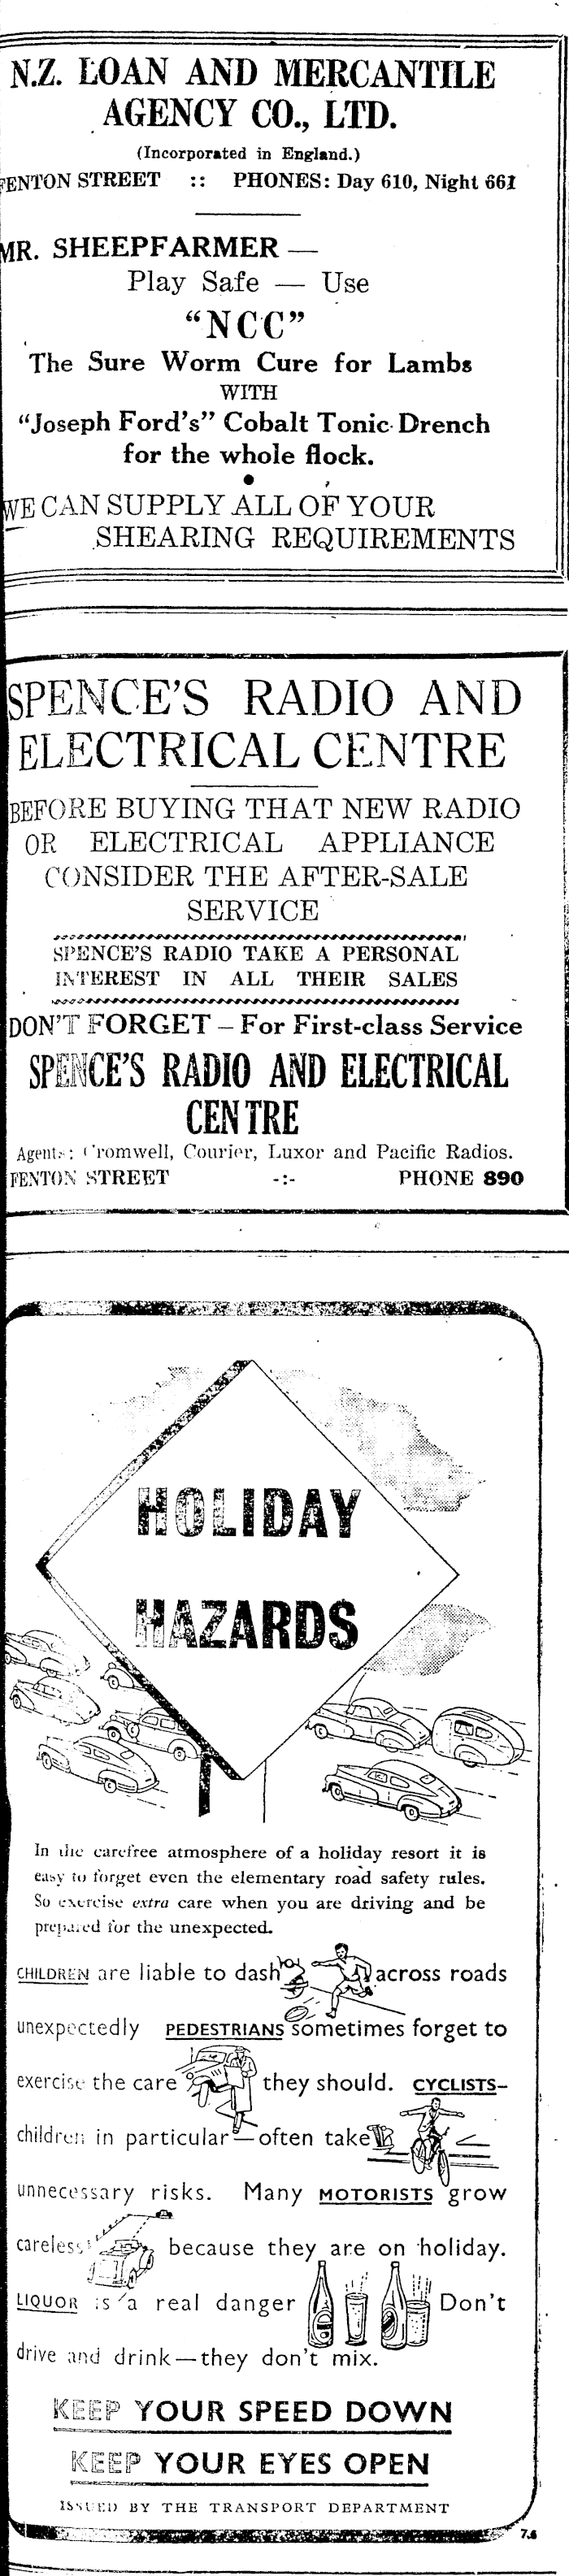 N.Z. LOAN AND MERCANTILE
AGENCY CO., LTD.
(Incorporated in England.)
FENTON STREET :: PHONES: Day 610, Night 661
MR. SHEEPFARMER —
Play Safe — Use
“NCC”
The Sure Worm Cure for Lambs
WITH
“Joseph Ford's” Cobalt Tonic Drench
for the whole flock.
WE CAN SUPPLY ALL OF YOUR
SHEARING REQUIREMENTS
SPENCE'S RADIO AND
ELECTRICAL CENTRE
BEFORE BUYING THAT NEW RADIO
OR ELECTRICAL APPLIANCE
CONSIDER THE AFTER-SALE
SERVICE
SPENCE'S RADIO TAKE A PERSONAL
INTEREST IN ALL THEIR SALES
DON'T FORGET – For First-class Service
SPENCE'S RADIO AND ELECTRICAL
CENTRE
Agents: Cromwell, Courier, Luxor and Pacific Radios.
FENTON STREET -:- PHONE 890
HOLIDAY
HAZARDS
In the carefree atmosphere of a holiday resort it is
easy to forget even the elementary road safety rules.
So exercise extra care when you are driving and be
prepared for the unexpected.
CHILDREN are liable to dash across roads
unexpectedly PEDESTRIANS sometimes forget to
exercise the care they should. CYCLISTS–
children in particular—often take
unnecessary risks. Many MOTORISTS grow
careless because they are on holiday.
LIQUOR is a real danger Don't
drive and drink—they don't mix.
KEEP YOUR SPEED DOWN
KEEP YOUR EYES OPEN
ISSUED BY THE TRANSPORT DEPARTMENT
7.6